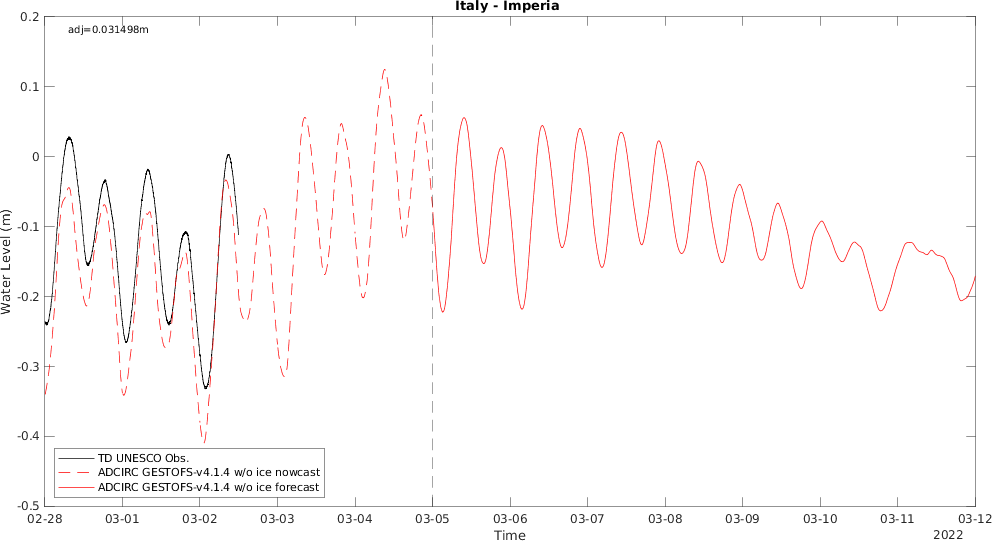 Italy - Imperia
adj=0.031498m
0.2
0.1
0
-0.1
-0.2
-0.3
-0.4
-0.5
Water Level (m)
TD UNESCO Obs.
ADCIRC GESTOFS-v4.1.4 w/o ice nowcast
ADCIRC GESTOFS-v4.1.4 w/o ice forecast
02-28 03-01 03-02 03-03 03-04 03-05 03-06 03-07 03-08 03-09 03-10 03-11 03-12
Time
2022